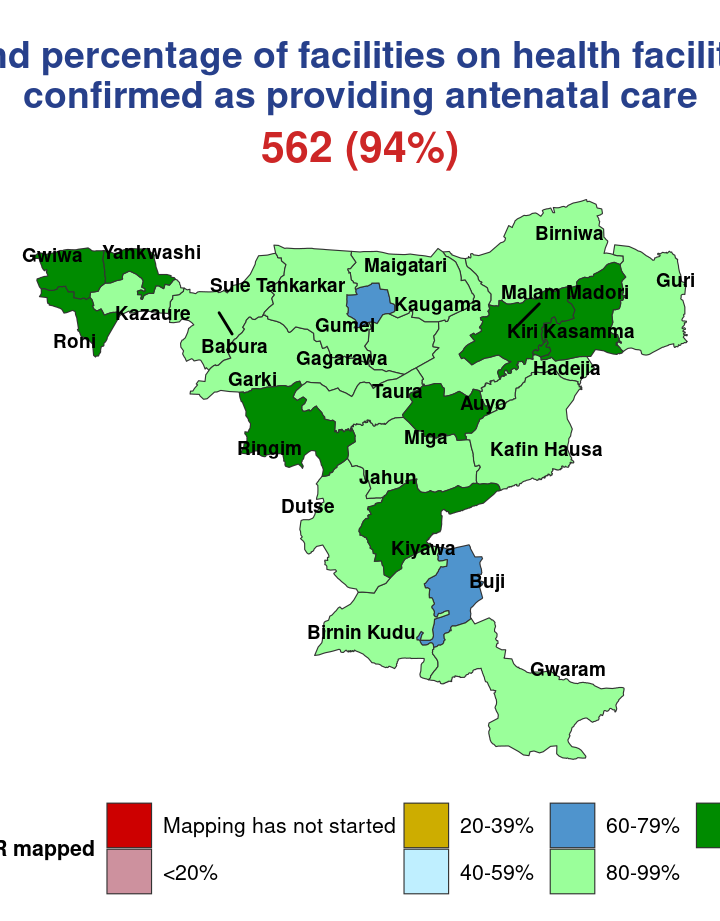 nd percentage of facilities on health facilit
confirmed as providing antenatal care
562 (94%)
Birniwa
Gwiwa
Yankwashi
Maigatari
Guri
Sule Tankarkar
Malam Madori
Kaugama
Kazaure
Gumel
Kiri Kasamma
Roni
Babura
Gagarawa
Hadejia
Garki
Taura
Auyo
Miga
Ringim
Kafin Hausa
Jahun
Dutse
Kiyawa
Buji
Birnin Kudu
Gwaram
Mapping has not started
20-39%
60-79%
R mapped
<20%
40-59%
80-99%